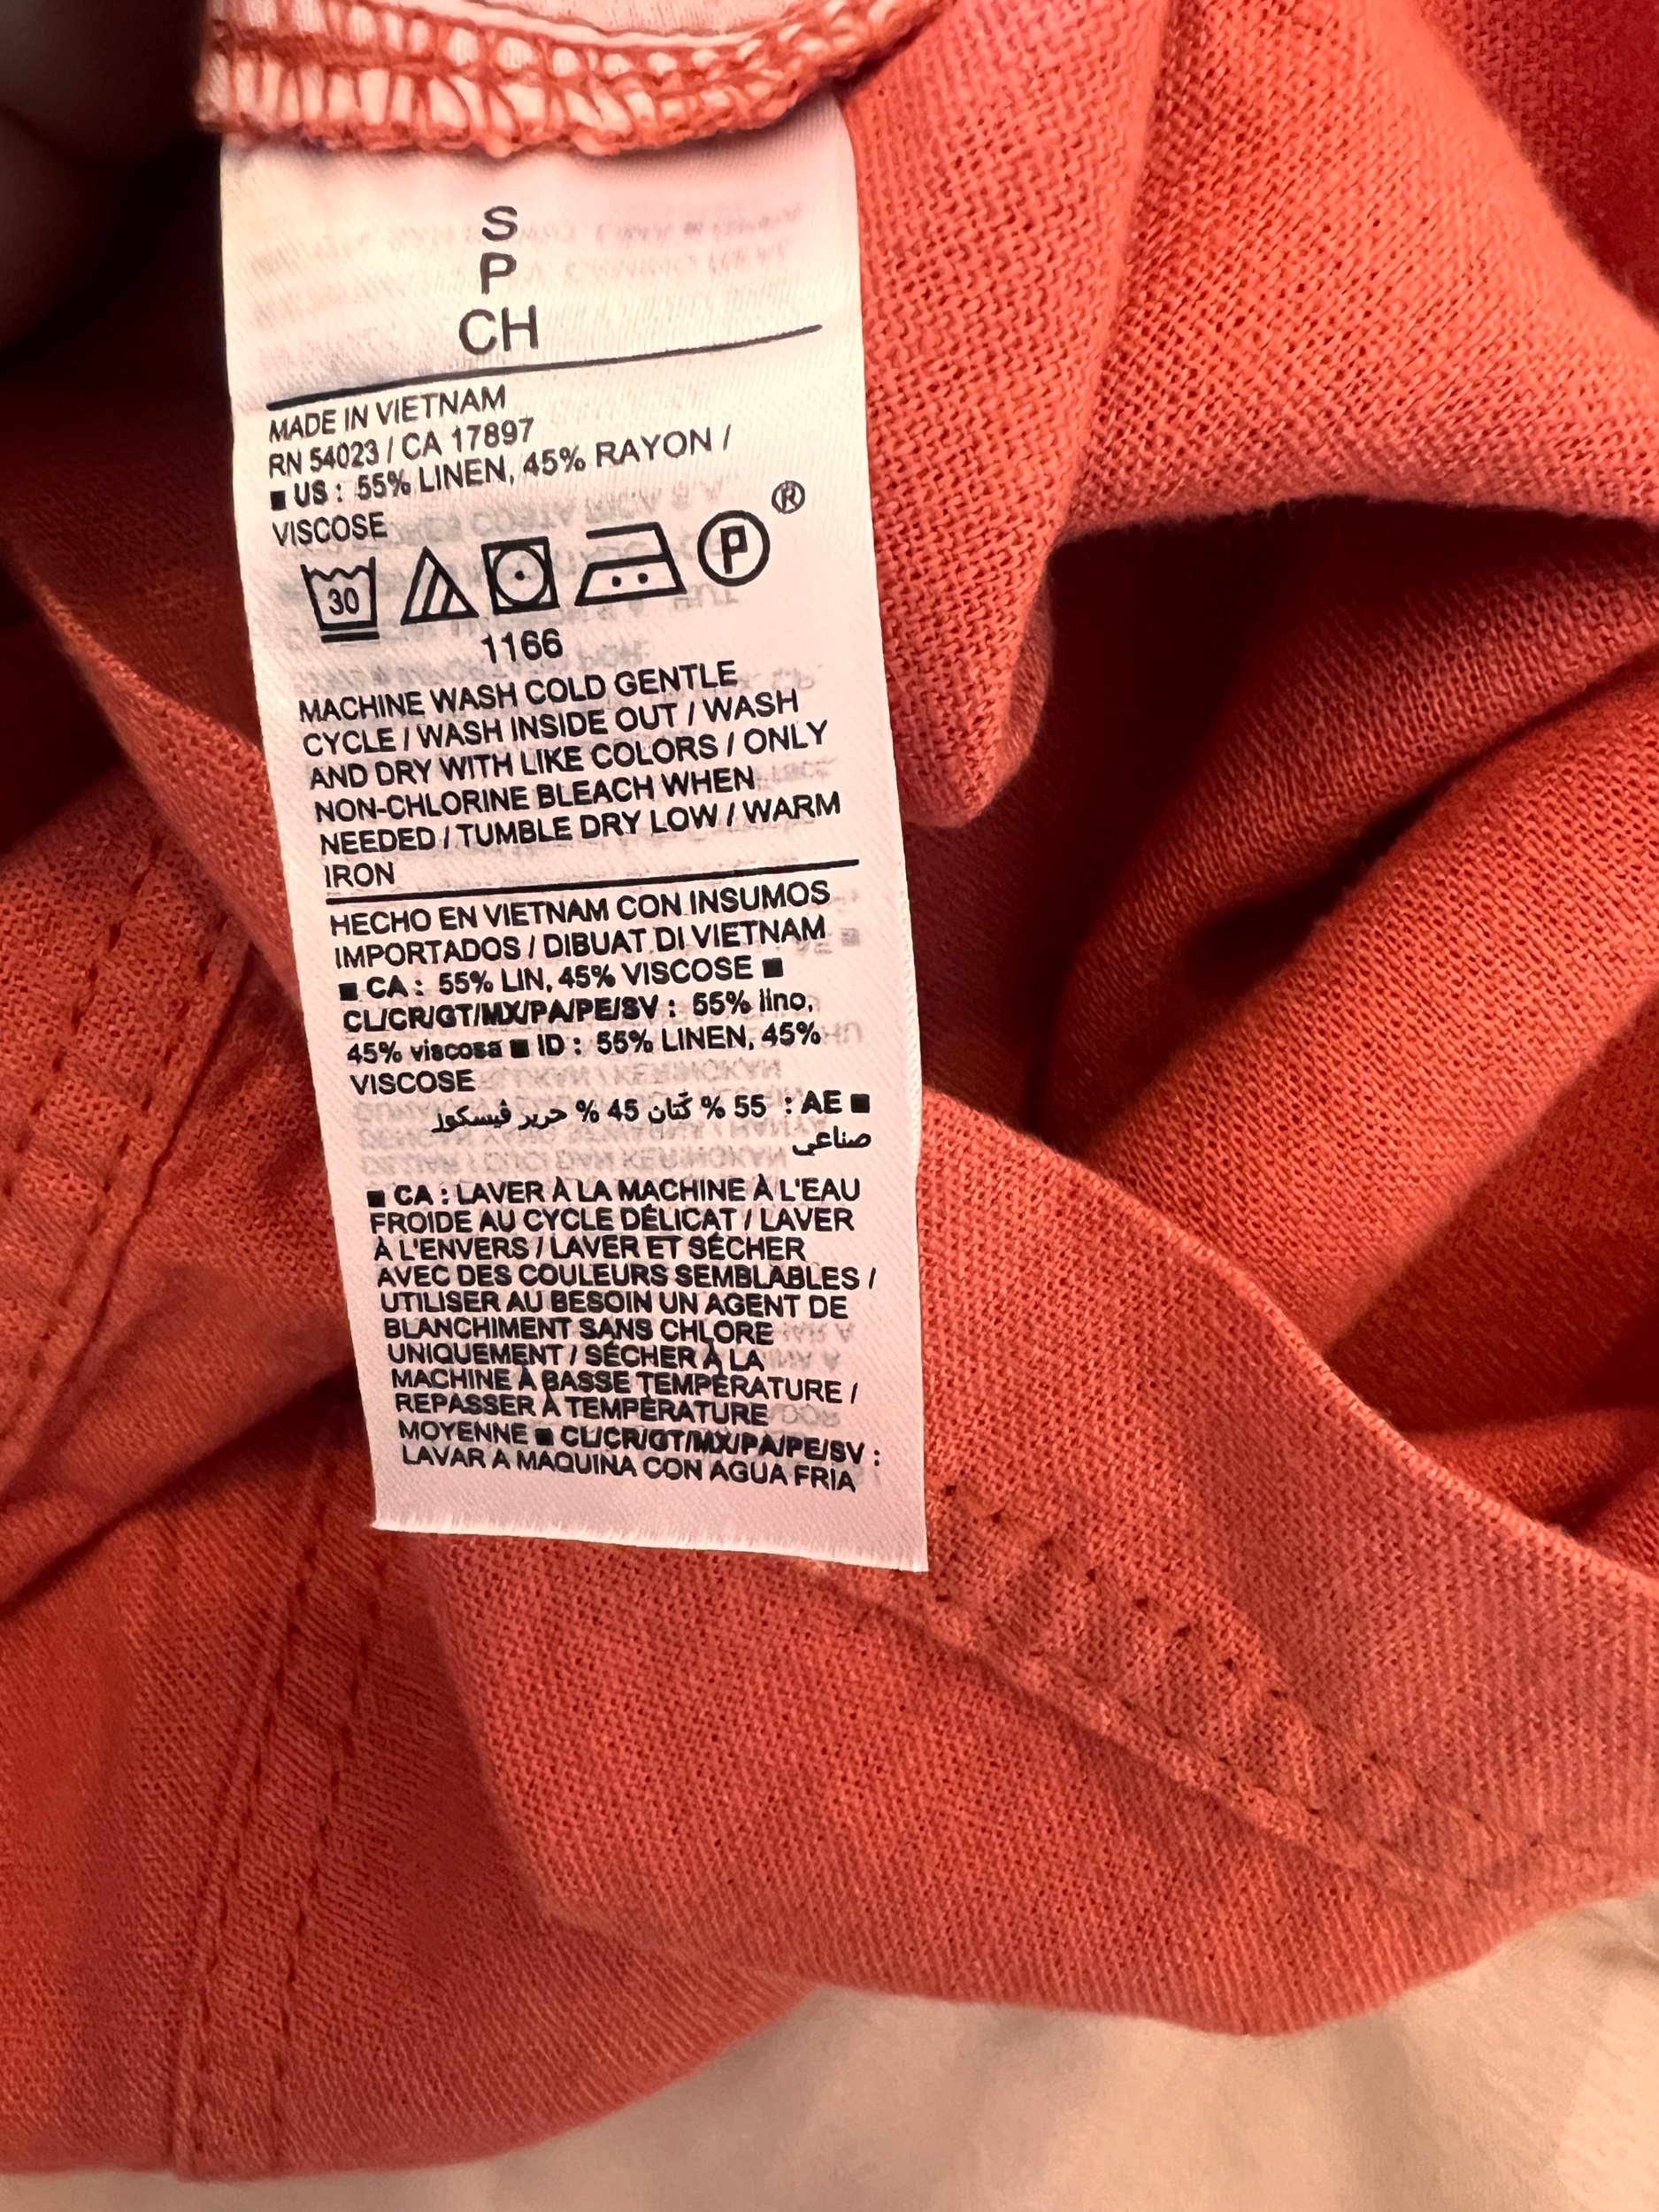 S
P
CH
MADE IN VIETNAM
RN 54023 / CA 17897
■ US : 55% LINEN, 45% RAYON /
VISCOSE
®
30 P
1166
MACHINE WASH COLD GENTLE
CYCLE / WASH INSIDE OUT / WASH
AND DRY WITH LIKE COLORS / ONLY
NON-CHLORINE BLEACH WHEN
NEEDED / TUMBLE DRY LOW / WARM
IRON
HECHO EN VIETNAM CON INSUMOS
IMPORTADOS / DIBUAT DI VIETNAM
■ CA : 55% LIN, 45% VISCOSE ■
CL/CR/GT/MX/PA/PE/SV : 55% lino,
45% viscosa ■ ID : 55% LINEN, 45%
VISCOSE
■ AE : 55 % كتان 45 % حرير ڤيسكوز
صناعي
■ CA : LAVER À LA MACHINE À L'EAU
FROIDE AU CYCLE DÉLICAT / LAVER
À L'ENVERS / LAVER ET SÉCHER
AVEC DES COULEURS SEMBLABLES /
UTILISER AU BESOIN UN AGENT DE
BLANCHIMENT SANS CHLORE
UNIQUEMENT / SÉCHER À LA
MACHINE À BASSE TEMPÉRATURE /
REPASSER À TEMPÉRATURE
MOYENNE ■ CL/CR/GT/MX/PA/PE/SV :
LAVAR A MAQUINA CON AGUA FRIA